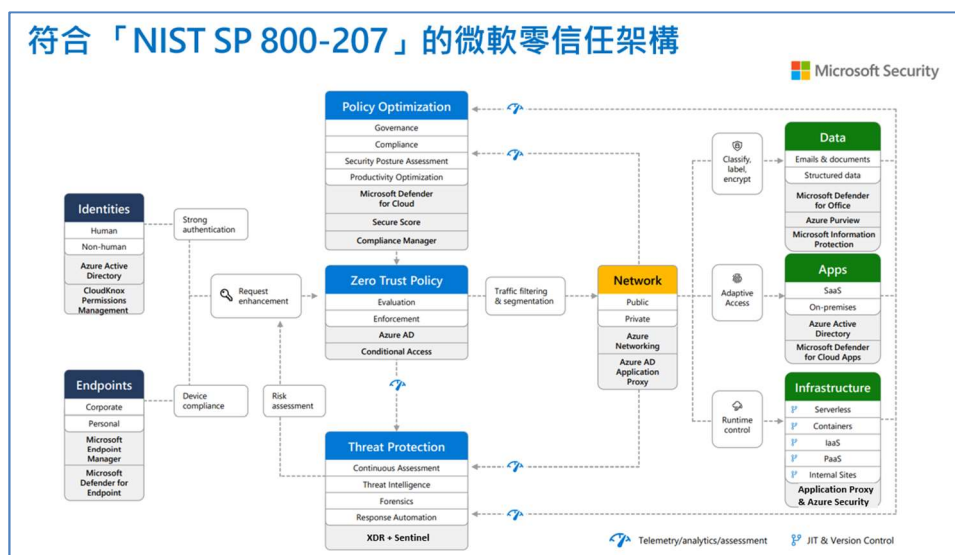 符合 「NIST SP 800-207」的微軟零信任架構
Microsoft Security
Policy Optimization
Governance
Compliance
Security Posture Assessment
Productivity Optimization
Microsoft Defender
for Cloud
Secure Score
Compliance Manager
Identities
Human
Non-human
Azure Active
Directory
CloudKnox
Permissions
Management
Strong
authentication
Request
enhancement
Endpoints
Corporate
Personal
Microsoft
Endpoint
Manager
Microsoft
Defender for
Endpoint
Device
compliance
Risk
assessment
Zero Trust Policy
Evaluation
Enforcement
Azure AD
Conditional Access
Threat Protection
Continuous Assessment
Threat Intelligence
Forensics
Response Automation
XDR + Sentinel
Traffic filtering
& segmentation
Network
Public
Private
Azure
Networking
Azure AD
Application
Proxy
Classify,
label,
encrypt
Adaptive
Access
Runtime
control
Data
Emails & documents
Structured data
Microsoft Defender
for Office
Azure Purview
Microsoft Information
Protection
Apps
SaaS
On-premises
Azure Active
Directory
Microsoft Defender
for Cloud Apps
Infrastructure
Serverless
Containers
IaaS
PaaS
Internal Sites
Application Proxy
& Azure Security
Telemetry/analytics/assessment
JIT & Version Control